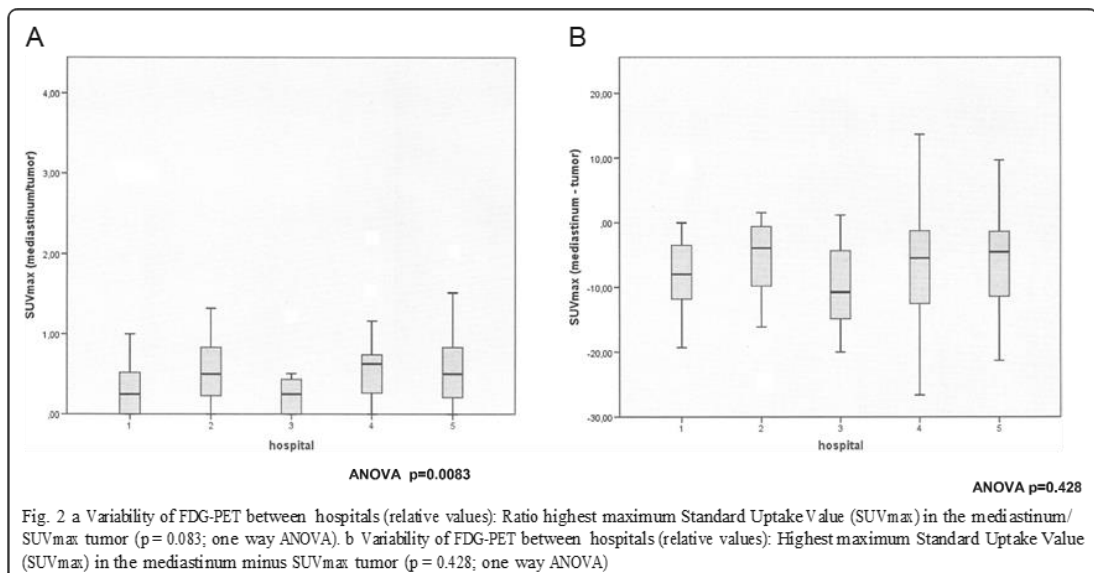 A
B
4,00
3,00
2,00
1,00
,00
SUVmax (mediastinum/tumor)
1 2 3 4 5
hospital
ANOVA p=0.0083
20,00
10,00
,00
-10,00
-20,00
-30,00
SUVmax (mediastinum - tumor)
1 2 3 4 5
hospital
ANOVA p=0.428
Fig. 2 a Variability of FDG-PET between hospitals (relative values): Ratio highest maximum Standard Uptake Value (SUVmax) in the mediastinum/
SUVmax tumor (p = 0.083; one way ANOVA). b Variability of FDG-PET between hospitals (relative values): Highest maximum Standard Uptake Value
(SUVmax) in the mediastinum minus SUVmax tumor (p = 0.428; one way ANOVA)